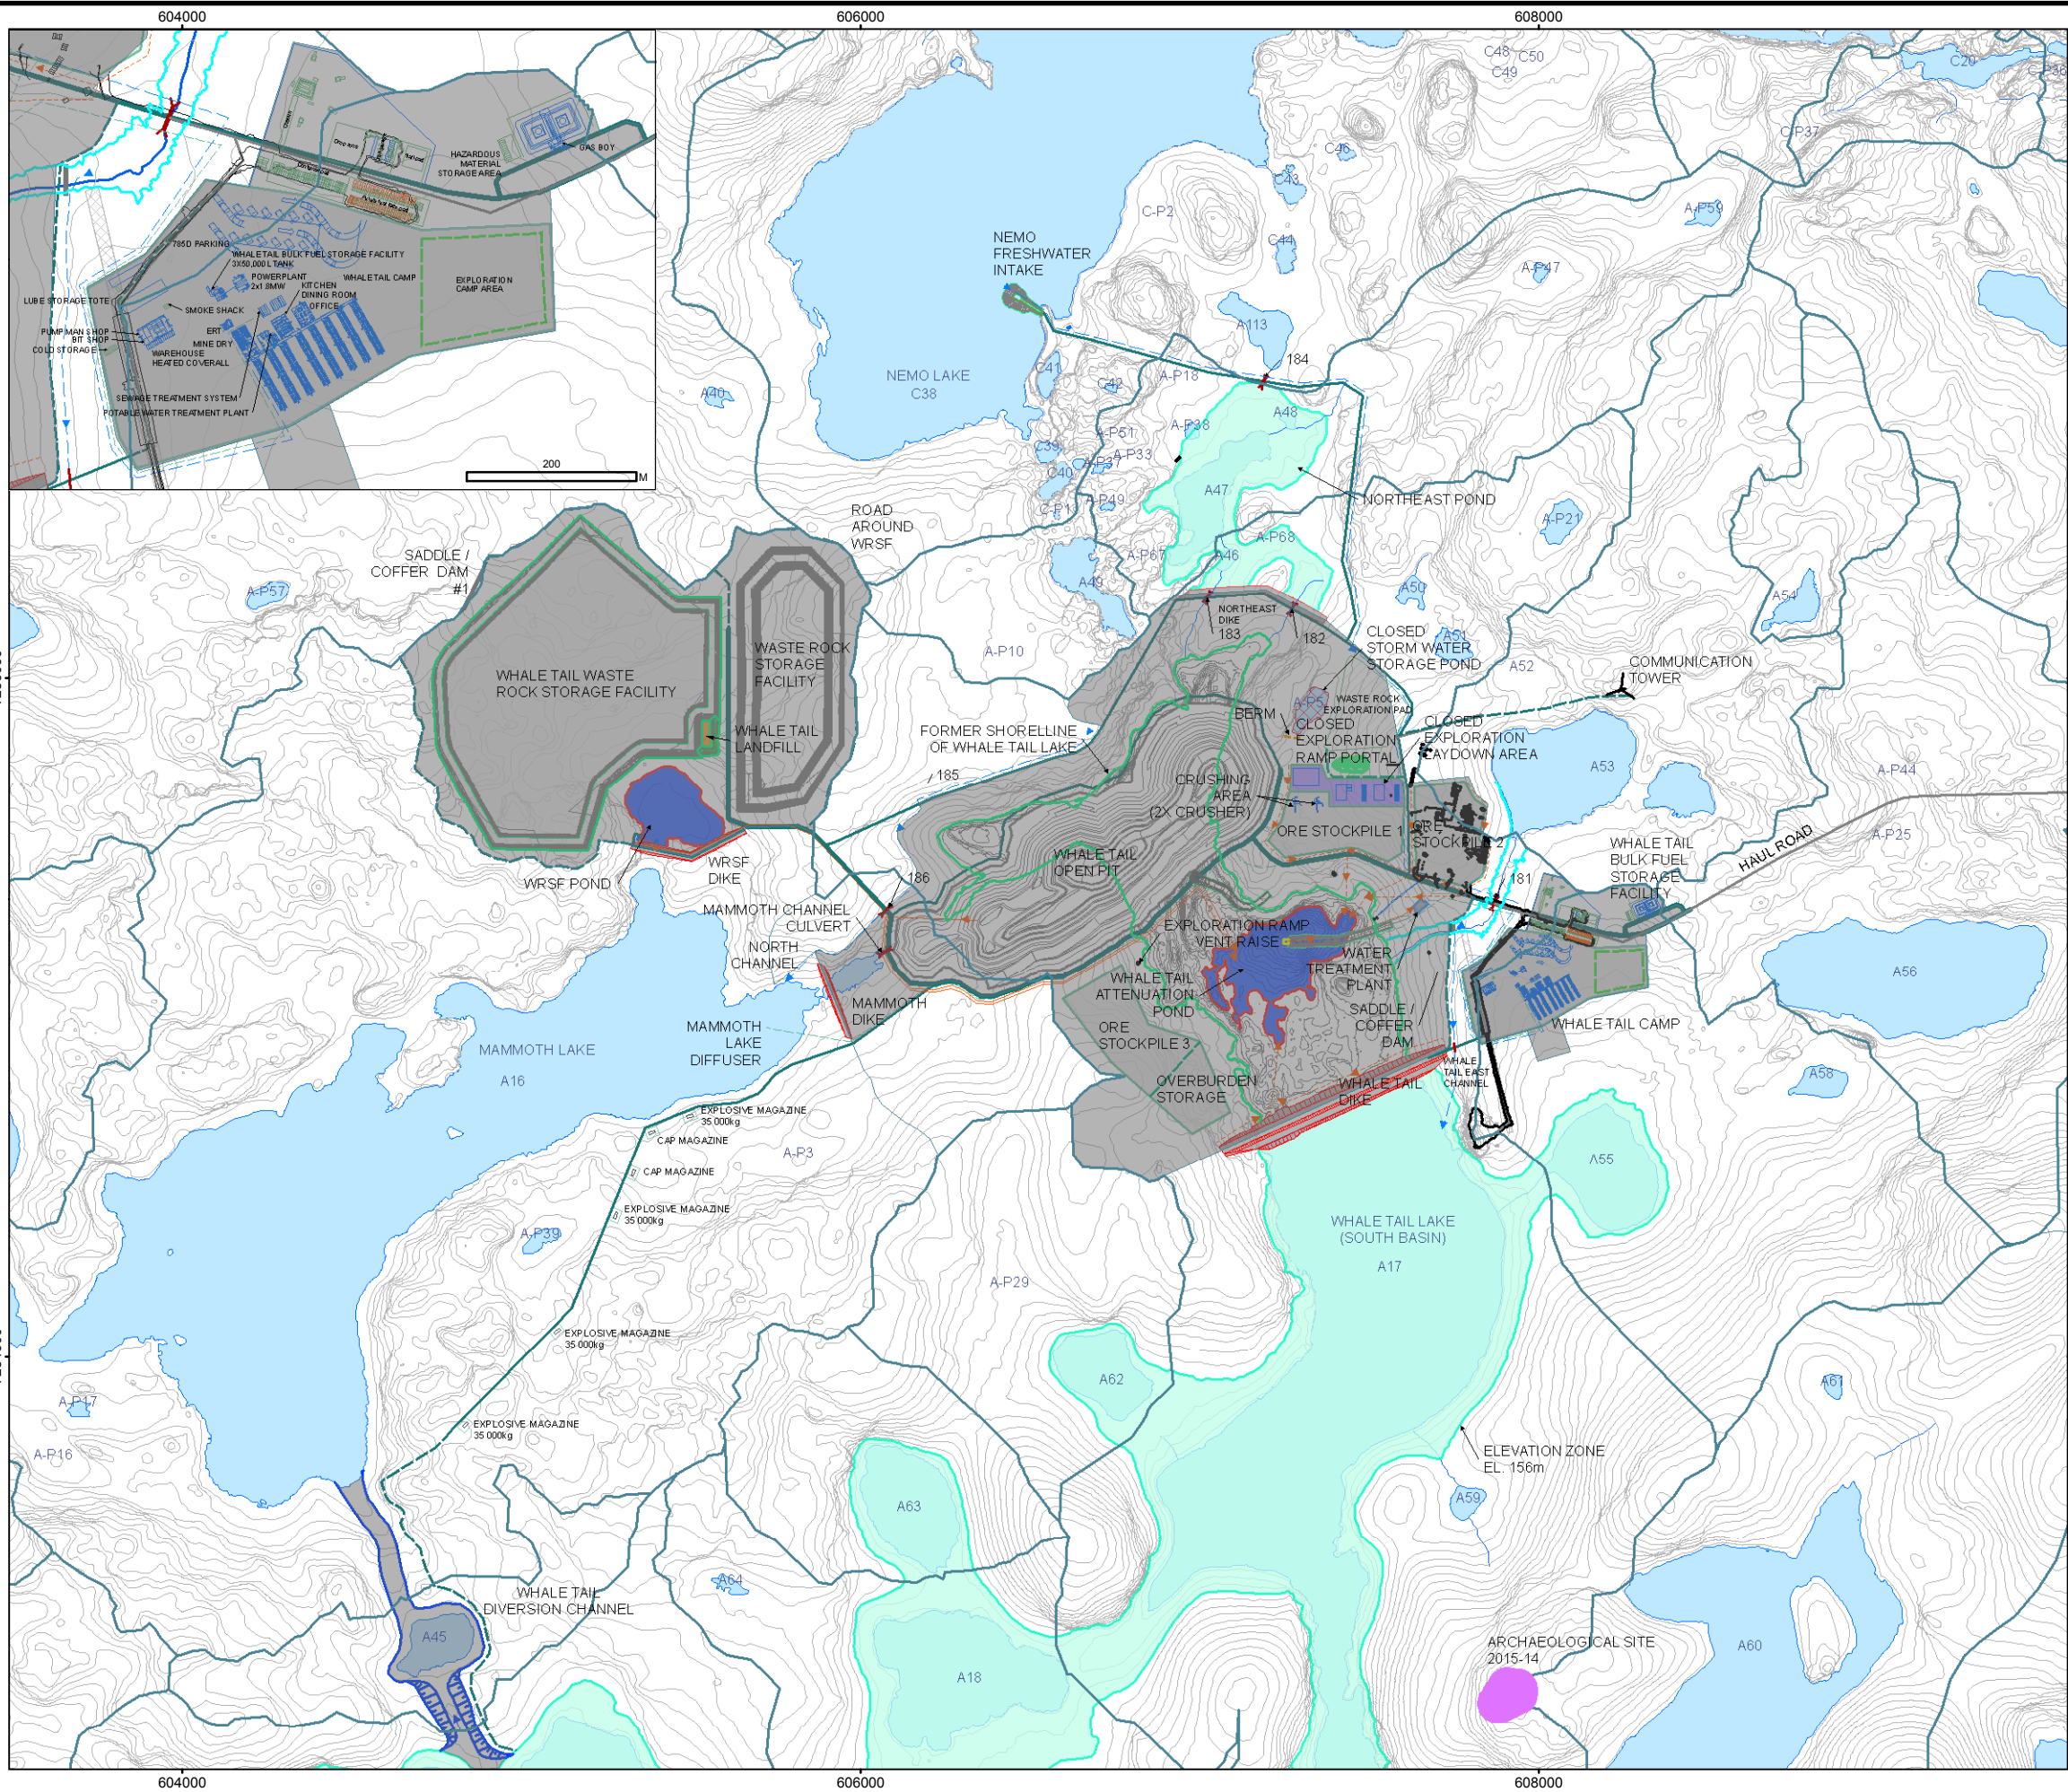 604000
606000
608000
HAZARDOUS
MATERIAL
STORAGE AREA
GAS BOY
785D PARKING
WHALE TAIL BULK FUEL STORAGE FACILITY
3X50,000 L TANK
POWERPLANT
2x1.8MW
WHALE TAIL CAMP
KITCHEN
DINING ROOM
OFFICE
EXPLORATION
CAMP AREA
LUBE STORAGE TOTE
SMOKE SHACK
PUMP MAN SHOP
BIT SHOP
COLD STORAGE
ERT
MINE DRY
WAREHOUSE
HEATED COVERALL
SEWAGE TREATMENT SYSTEM
POTABLE WATER TREATMENT PLANT
200
M
C48
C50
C49
C20
C-P37
C46
C43
C-P2
A-P59
C44
A-P47
NEMO
FRESHWATER
INTAKE
A113
184
NEMO LAKE
C38
C41
C42
A-P18
A40
A48
A-P38
A-P51
C39
A-P33
A-P37
C40
A47
NORTHEAST POND
A-P49
C-P1
ROAD
AROUND
WRSF
A-P21
SADDLE /
COFFER DAM
#1
A-P68
A-P67
A46
A49
A-P57
A50
A54
NORTHEAST
DIKE
183
182
CLOSED
STORM WATER
STORAGE POND
A51
A52
A-P10
WASTE ROCK
STORAGE
FACILITY
WHALE TAIL WASTE
ROCK STORAGE FACILITY
COMMUNICATION
TOWER
A-P5
WASTE ROCK
EXPLORATION PAD
BERM
CLOSED
EXPLORATION
RAMP PORTAL
CLOSED
EXPLORATION
LAYDOWN AREA
WHALE TAIL
LANDFILL
FORMER SHORELINE
OF WHALE TAIL LAKE
185
A53
A-P44
CRUSHING
AREA
(2X CRUSHER)
ORE STOCKPILE 1
ORE
STOCKPILE 2
A-P25
HAUL ROAD
WHALE TAIL
BULK FUEL
STORAGE
FACILITY
WHALE TAIL
OPEN PIT
WRSF
DIKE
WRSF POND
186
181
MAMMOTH CHANNEL
CULVERT
NORTH
CHANNEL
EXPLORATION RAMP
VENT RAISE
WATER
TREATMENT
PLANT
WHALE TAIL
ATTENUATION
POND
A56
MAMMOTH
DIKE
SADDLE /
COFFER
DAM
WHALE TAIL CAMP
MAMMOTH
LAKE
DIFFUSER
ORE
STOCKPILE 3
MAMMOTH LAKE
A16
WHALE
TAIL EAST
CHANNEL
OVERBURDEN
STORAGE
WHALE TAIL
DIKE
A58
EXPLOSIVE MAGAZINE
35 000kg
CAP MAGAZINE
A-P3
CAP MAGAZINE
A55
EXPLOSIVE MAGAZINE
35 000kg
A-P39
WHALE TAIL LAKE
(SOUTH BASIN)
A17
A-P29
EXPLOSIVE MAGAZINE
35 000kg
A62
A61
A-P17
EXPLOSIVE MAGAZINE
35 000kg
A-P16
ELEVATION ZONE
EL. 156m
A63
A59
A64
WHALE TAIL
DIVERSION CHANNEL
A45
A18
ARCHAEOLOGICAL SITE
2015-14
A60
604000
606000
608000